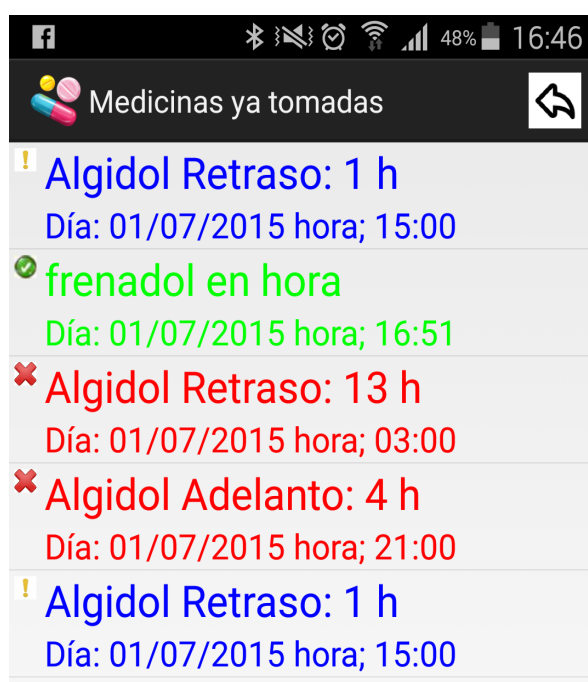 48% 16:46
Medicinas ya tomadas
Algidol Retraso: 1 h
Día: 01/07/2015 hora; 15:00
frenadol en hora
Día: 01/07/2015 hora; 16:51
Algidol Retraso: 13 h
Día: 01/07/2015 hora; 03:00
Algidol Adelanto: 4 h
Día: 01/07/2015 hora; 21:00
Algidol Retraso: 1 h
Día: 01/07/2015 hora; 15:00